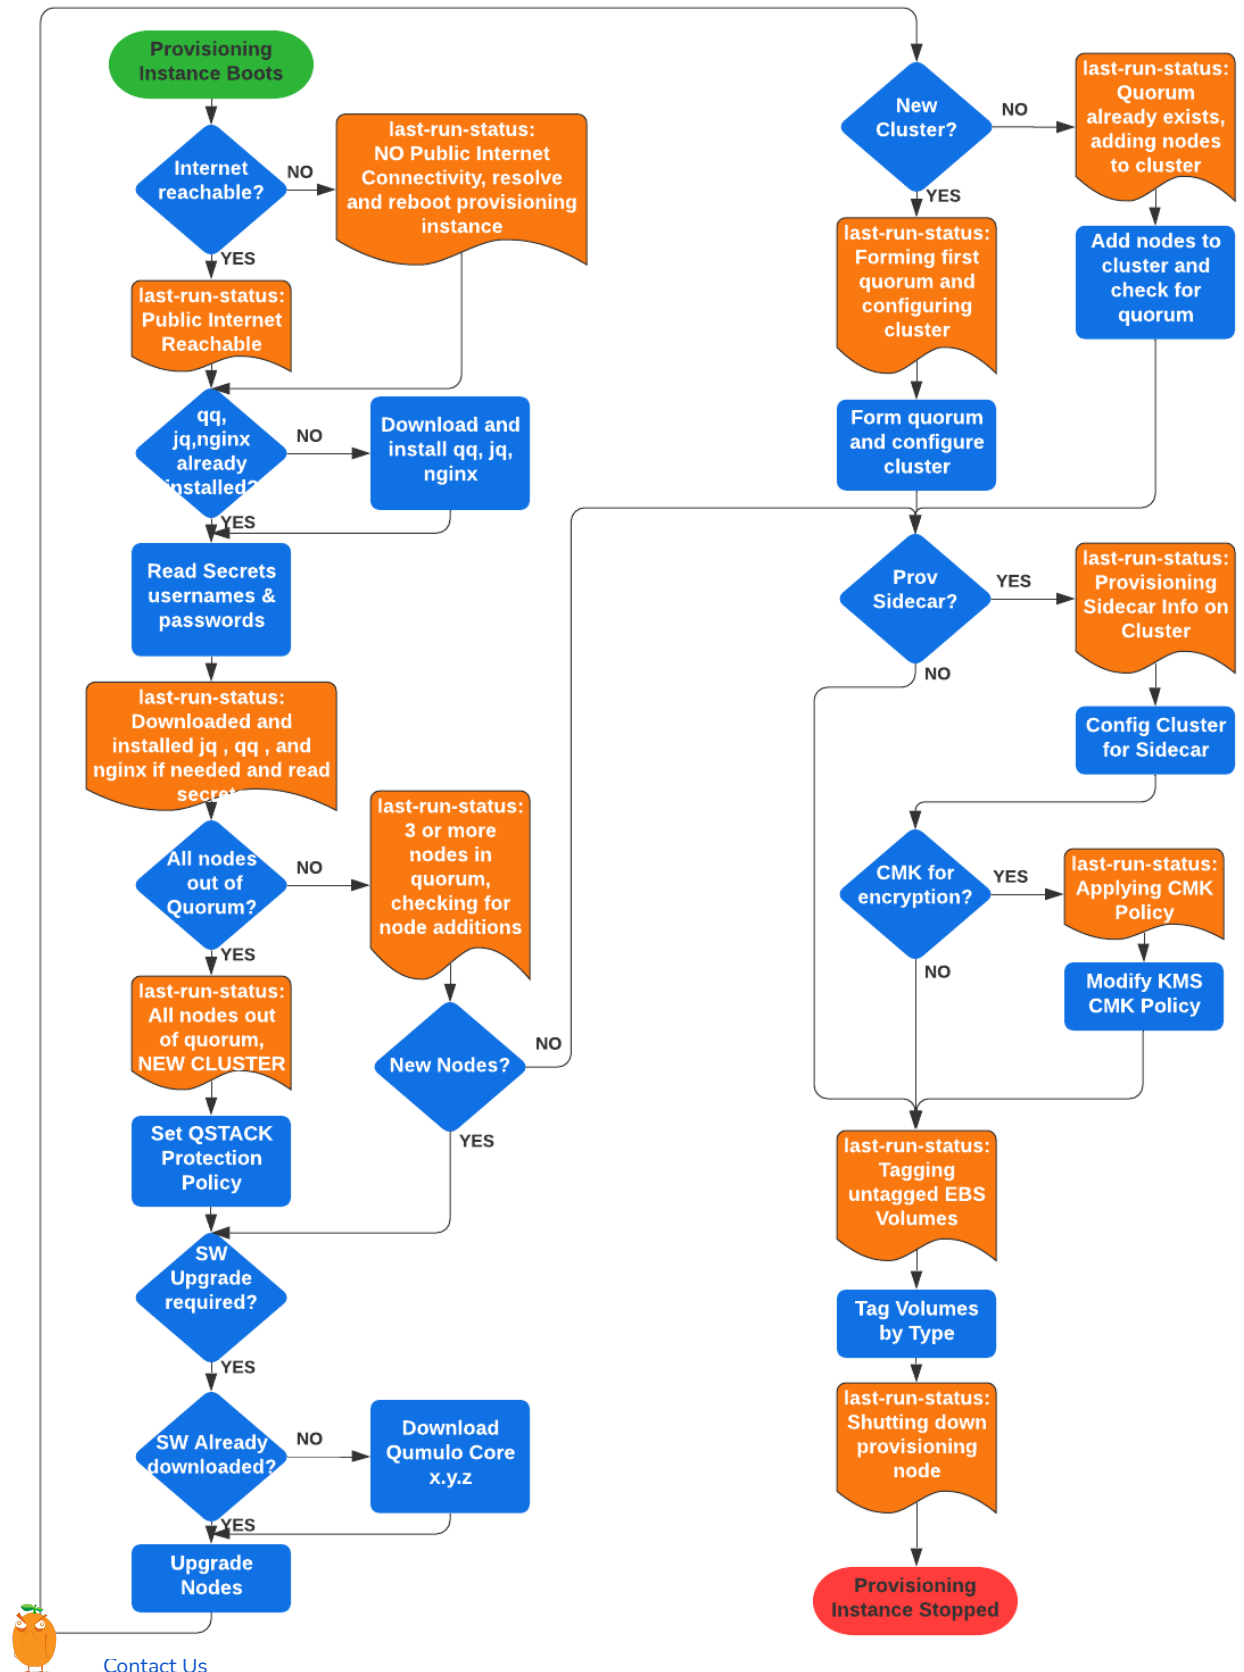 Provisioning
Instance Boots
Internet
reachable?
NO
last-run-status:
NO Public Internet
Connectivity, resolve
and reboot provisioning
instance
YES
last-run-status:
Public Internet
Reachable
qq,
jq,nginx
already
installed?
NO
Download and
install qq, jq,
nginx
YES
Read Secrets
usernames &
passwords
last-run-status:
Downloaded and
installed jq , qq , and
nginx if needed and read
secrets
All nodes
out of
Quorum?
NO
last-run-status:
3 or more
nodes in
quorum,
checking for
node additions
YES
last-run-status:
All nodes out
of quorum,
NEW CLUSTER
New Nodes?
NO
YES
Set QSTACK
Protection
Policy
SW
Upgrade
required?
YES
SW Already
downloaded?
NO
Download
Qumulo Core
x.y.z
YES
Upgrade
Nodes
New
Cluster?
NO
last-run-status:
Quorum
already exists,
adding nodes
to cluster
YES
last-run-status:
Forming first
quorum and
configuring
cluster
Add nodes to
cluster and
check for
quorum
Form quorum
and configure
cluster
Prov
Sidecar?
YES
last-run-status:
Provisioning
Sidecar Info on
Cluster
NO
Config Cluster
for Sidecar
CMK for
encryption?
YES
last-run-status:
Applying CMK
Policy
NO
Modify KMS
CMK Policy
last-run-status:
Tagging
untagged EBS
Volumes
Tag Volumes
by Type
last-run-status:
Shutting down
provisioning
node
Provisioning
Instance Stopped
Contact Us